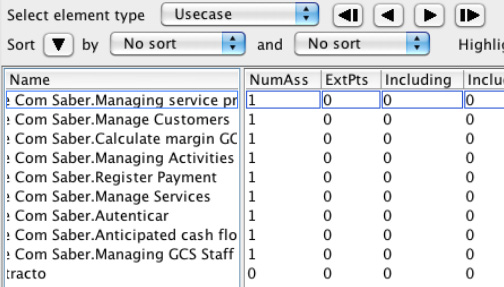 Select element type Usecase
Sort by No sort and No sort Highli
Name NumAss ExtPts Including Inclu
e Com Saber.Managing service pr 1 0 0 0
e Com Saber.Manage Customers 1 0 0 0
e Com Saber.Calculate margin GC 1 0 0 0
e Com Saber.Managing Activities 1 0 0 0
e Com Saber.Register Payment 1 0 0 0
e Com Saber.Manage Services 1 0 0 0
e Com Saber.Autenticar 1 0 0 0
e Com Saber.Anticipated cash flo 1 0 0 0
e Com Saber.Managing GCS Staff 1 0 0 0
tracto 0 0 0 0